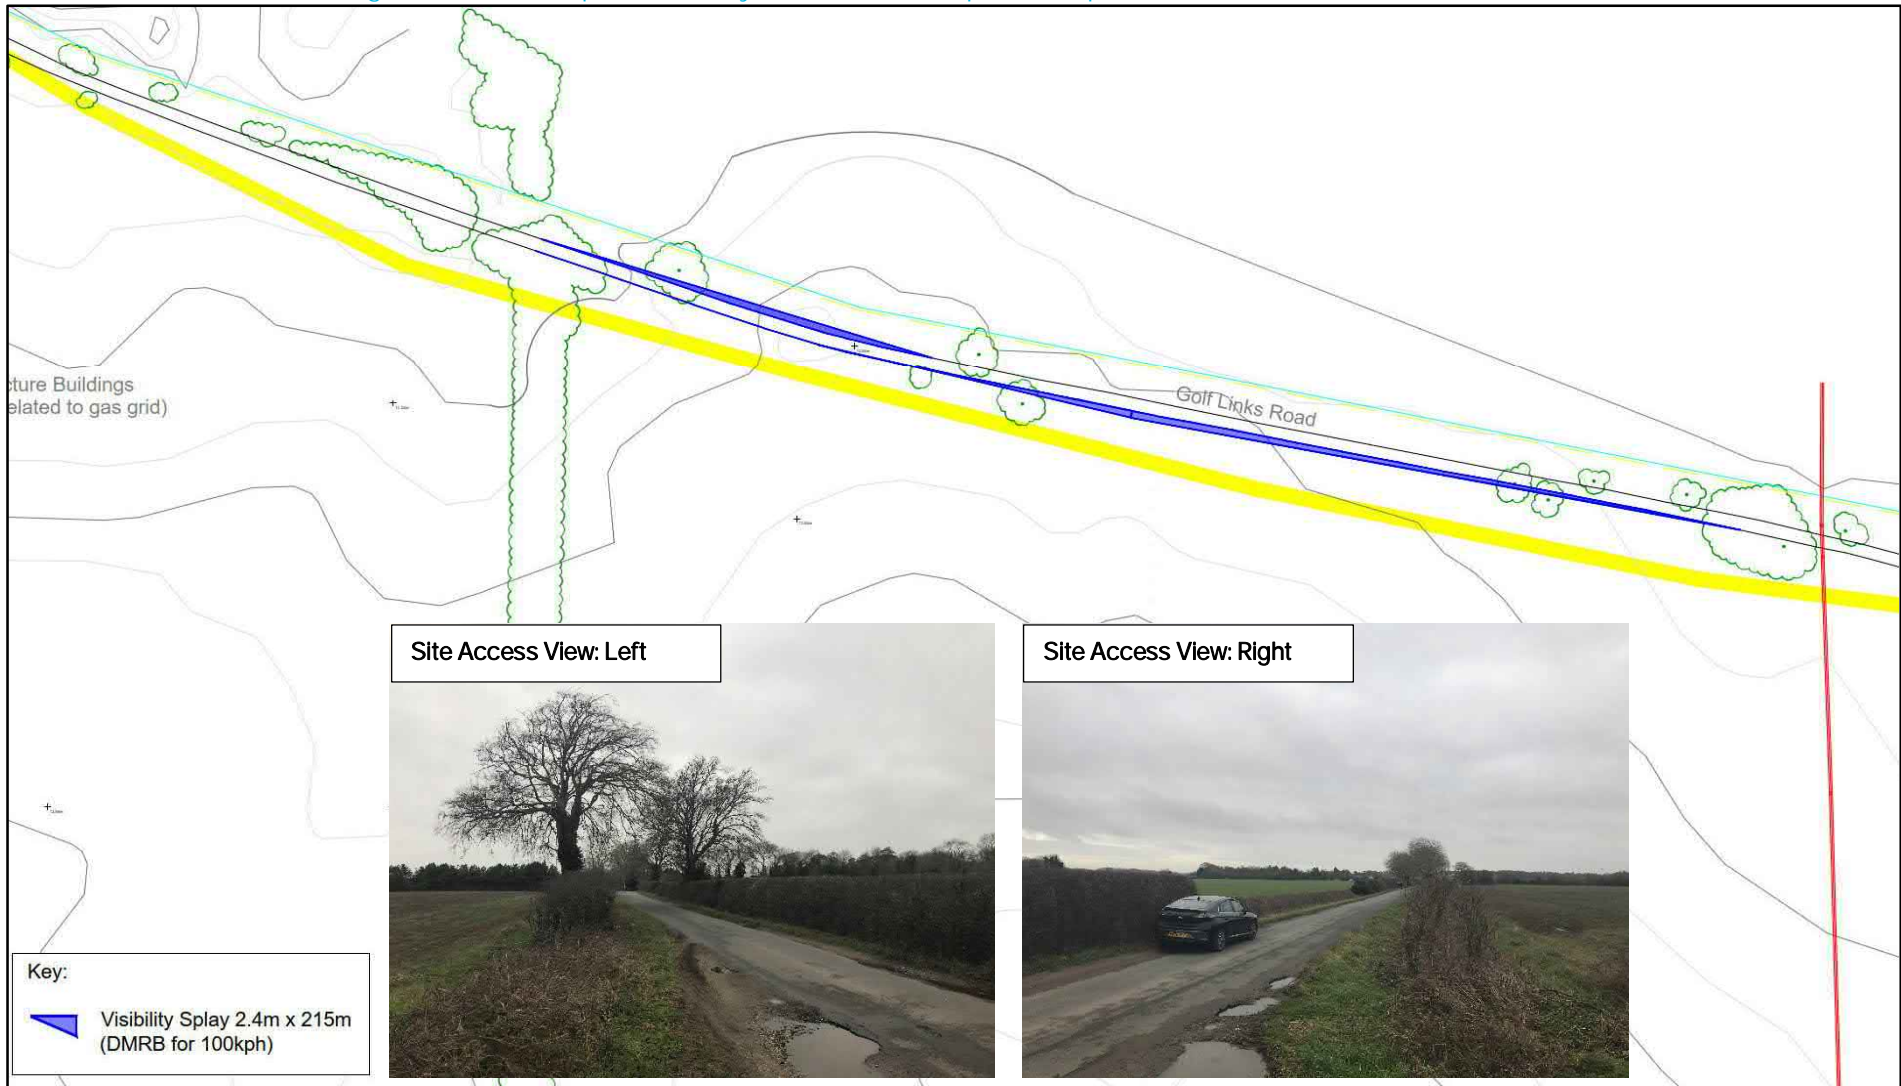 cture Buildings
elated to gas grid)
Golf Links Road
Site Access View: Left
Site Access View: Right
Key:
Visibility Splay 2.4m x 215m
(DMRB for 100kph)